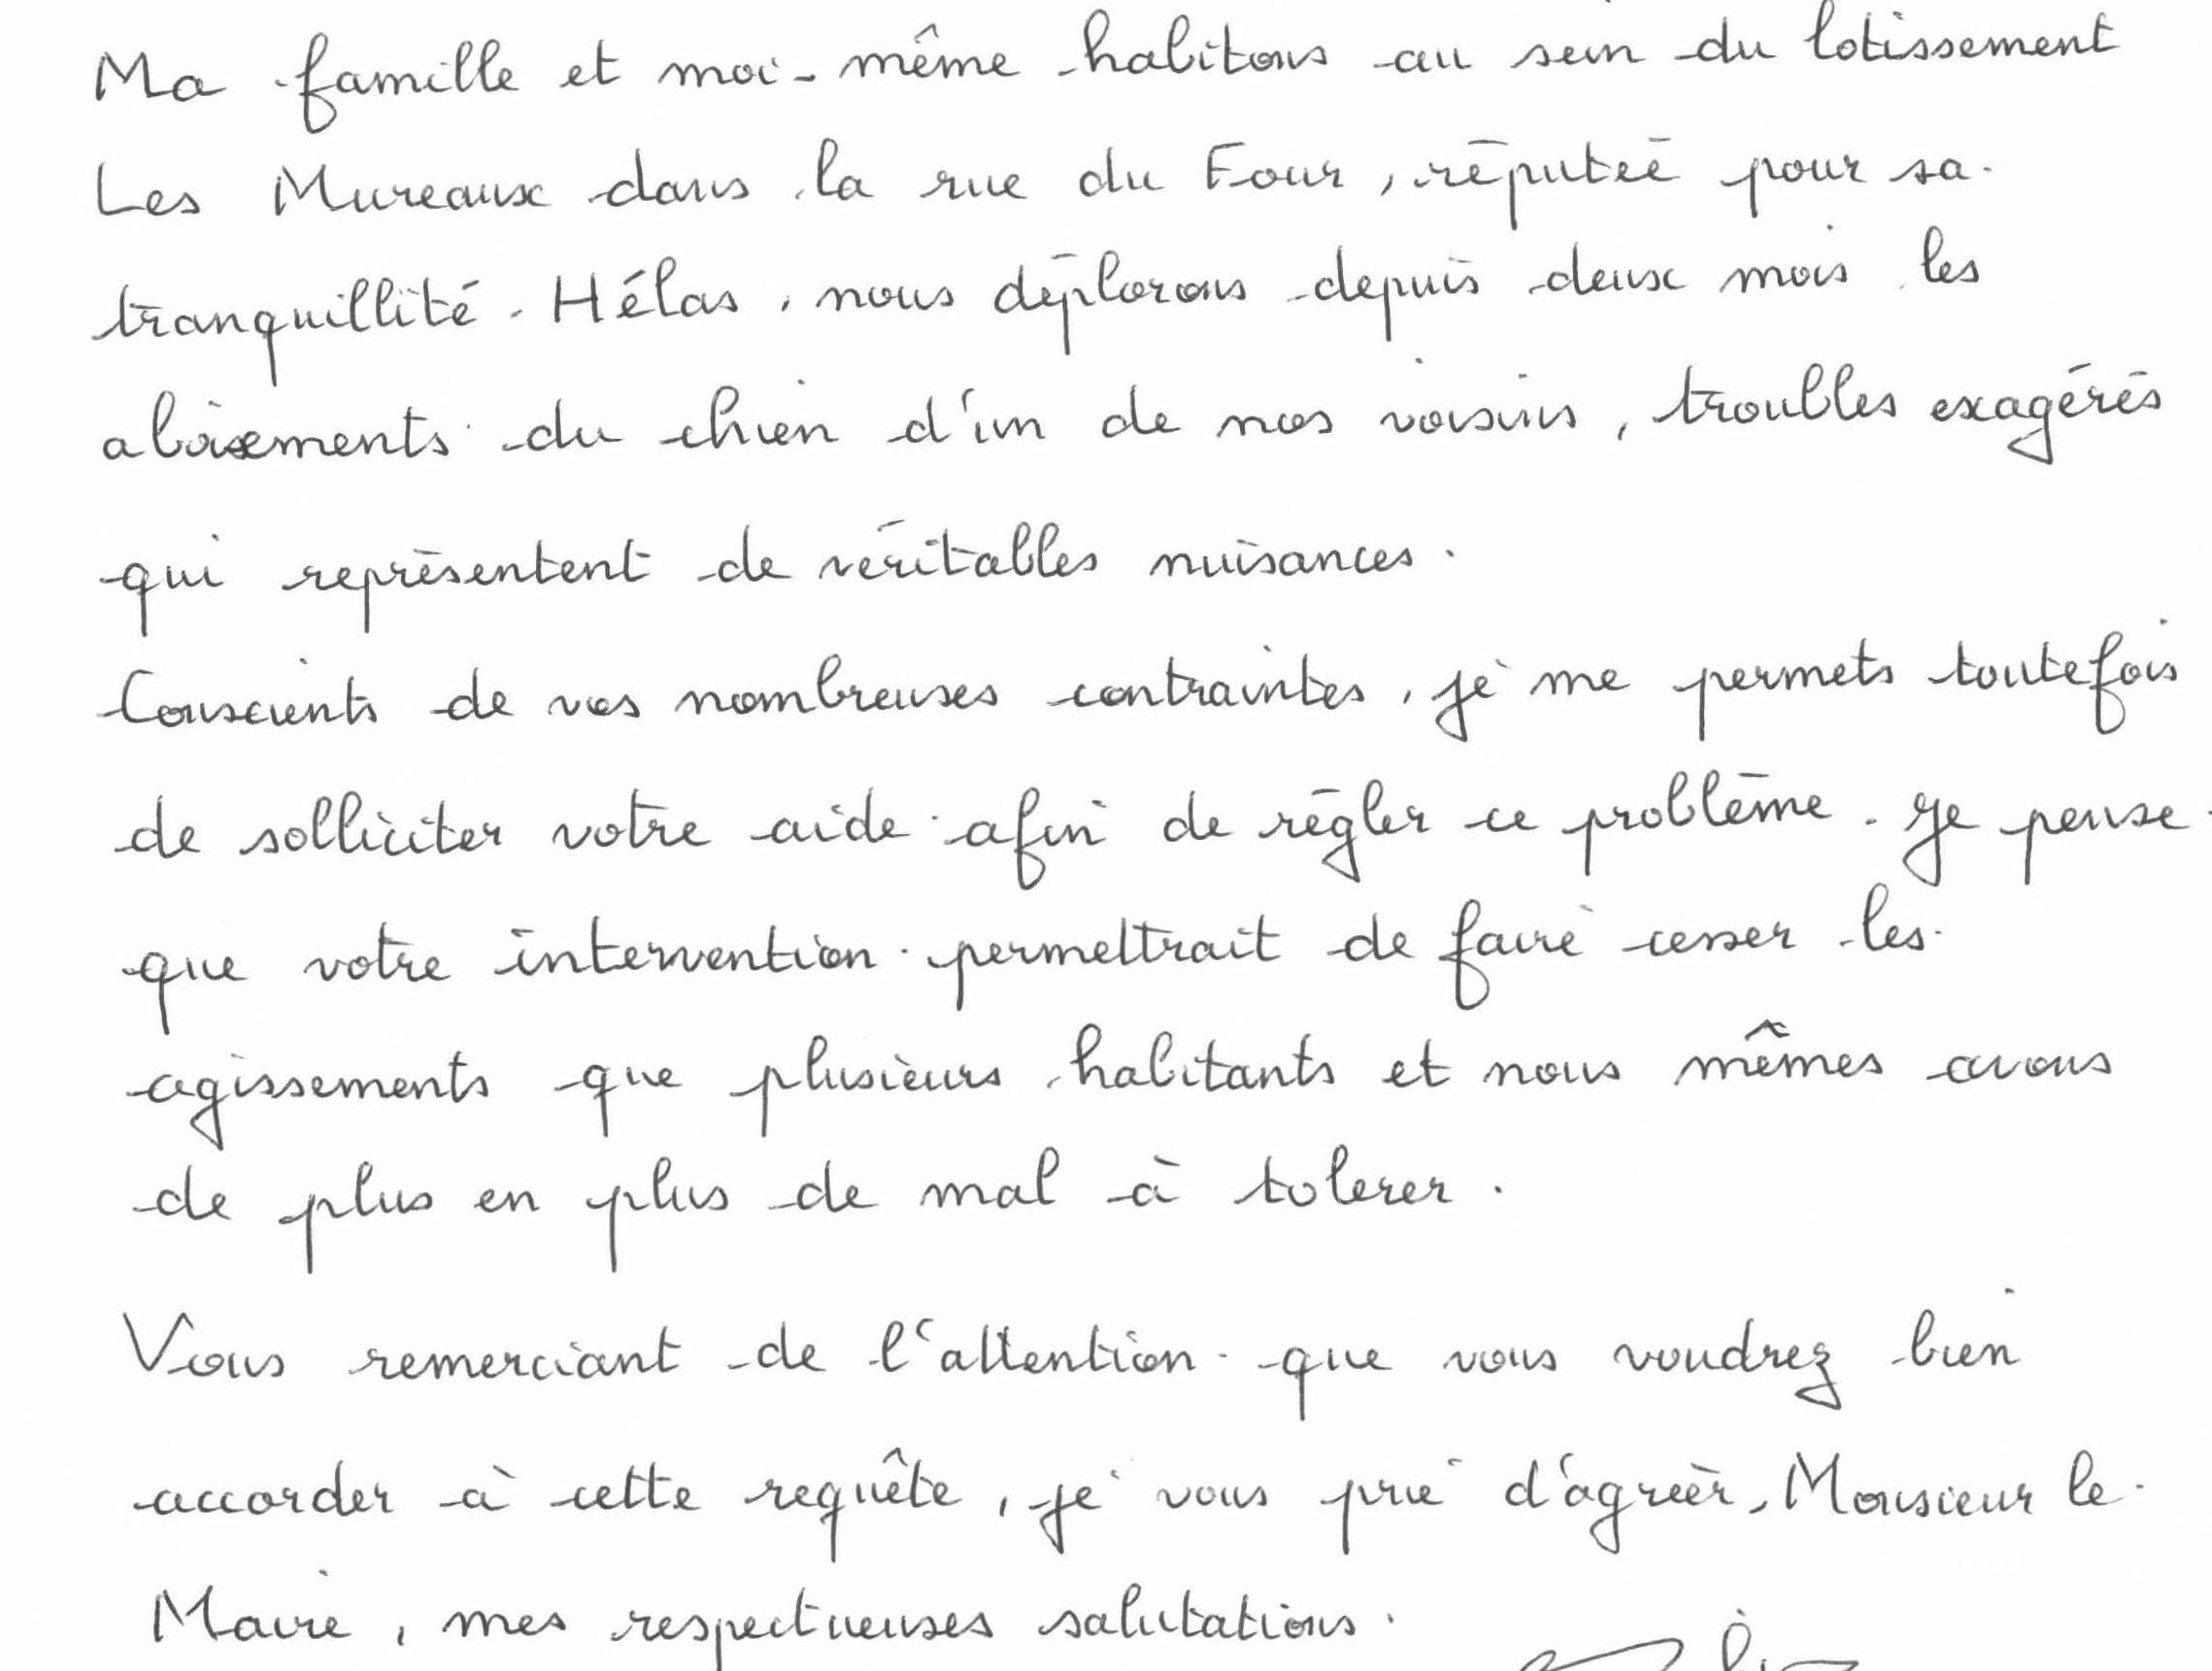 Ma famille et moi-même habitons au sein du lotissement
Les Mureaux dans la rue du Four, réputée pour sa
tranquillité. Hélas, nous déplorons depuis deux mois les
aboiements du chien d'un de nos voisins, troubles exagérés
qui représentent de véritables nuisances.
Conscients de vos nombreuses contraintes, je me permets toutefois
de solliciter votre aide afin de régler ce problème. Je pense
que votre intervention permettrait de faire cesser les
agissements que plusieurs habitants et nous mêmes avons
de plus en plus de mal à tolerer.
Vous remerciant de l'attention que vous voudrez bien
accorder à cette requête, je vous prie d'agréer, Monsieur le
Maire, mes respectueuses salutations.